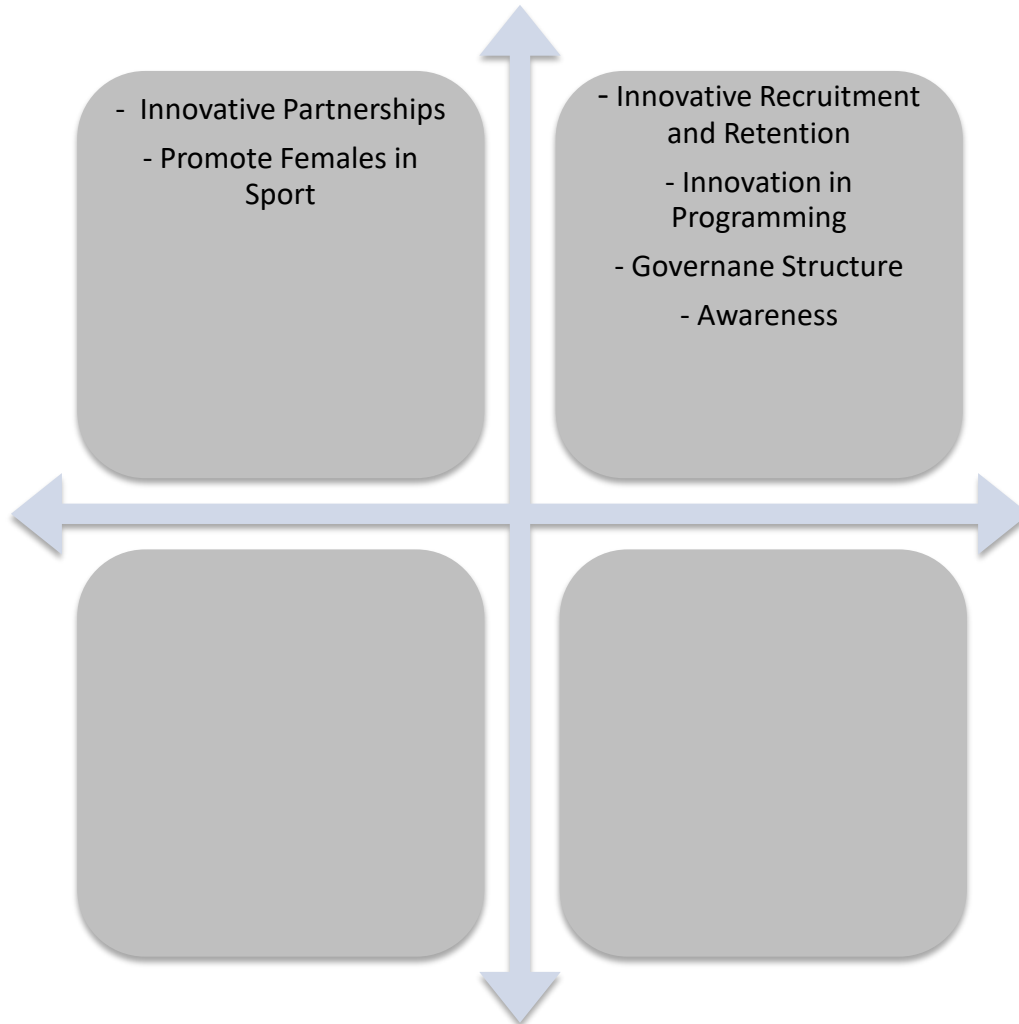 - Innovative Partnerships
- Promote Females in
Sport
- Innovative Recruitment
and Retention
- Innovation in
Programming
- Governane Structure
- Awareness